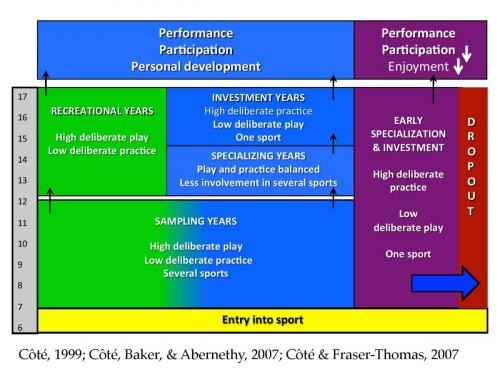 Performance
Participation
Personal development
Performance
Participation
Enjoyment
17
16
15
14
13
12
11
10
9
8
7
6
RECREATIONAL YEARS
High deliberate play
Low deliberate practice
INVESTMENT YEARS
High deliberate practice
Low deliberate play
One sport
SPECIALIZING YEARS
Play and practice balanced
Less involvement in several sports
SAMPLING YEARS
High deliberate play
Low deliberate practice
Several sports
EARLY
SPECIALIZATION
& INVESTMENT
High deliberate
practice
Low
deliberate play
One sport
D
R
O
P
O
U
T
Entry into sport
Côté, 1999; Côté, Baker, & Abernethy, 2007; Côté & Fraser-Thomas, 2007